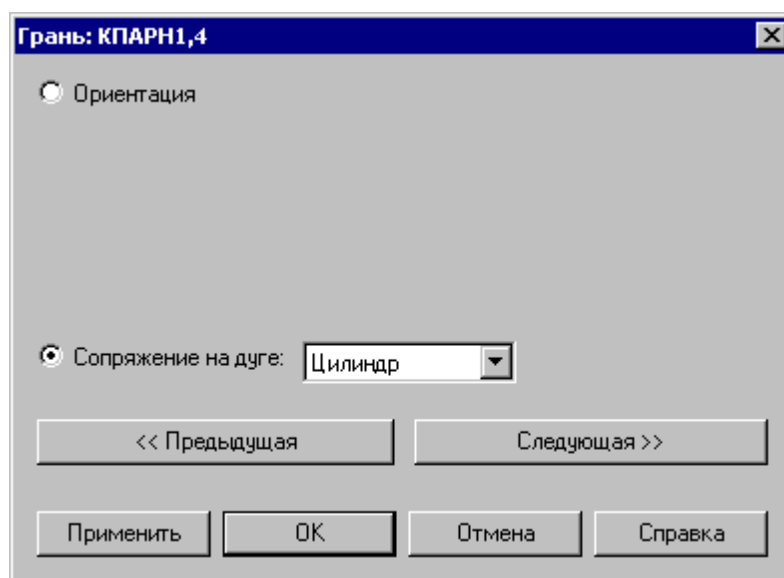 Грань: КПАРН1,4
Ориентация
Сопряжение на дуге: Цилиндр
<< Предыдущая Следующая >>
Применить OK Отмена Справка